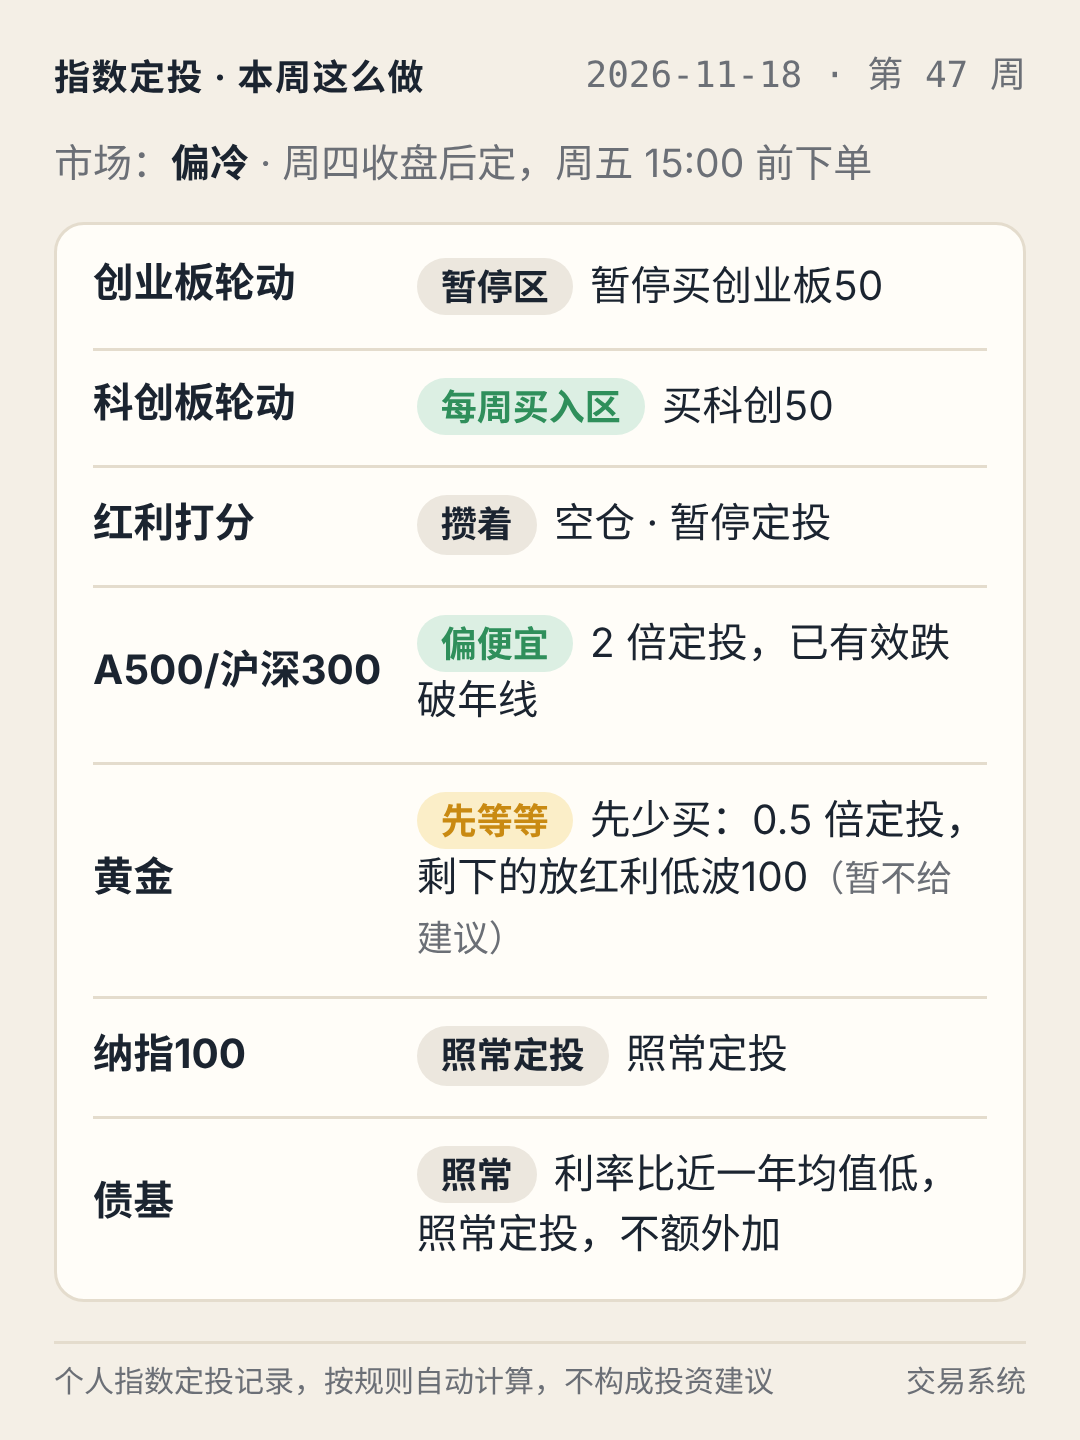 指数定投 · 本周这么做
2026-11-18 · 第 47 周
市场：偏冷 · 周四收盘后定，周五 15:00 前下单
创业板轮动
暂停区 暂停买创业板50
科创板轮动
每周买入区 买科创50
红利打分
攒着 空仓 · 暂停定投
A500/沪深300
偏便宜 2 倍定投，已有效跌
破年线
黄金
先等等 先少买：0.5 倍定投，
剩下的放红利低波100（暂不给
建议）
纳指100
照常定投 照常定投
债基
照常 利率比近一年均值低，
照常定投，不额外加
个人指数定投记录，按规则自动计算，不构成投资建议
交易系统